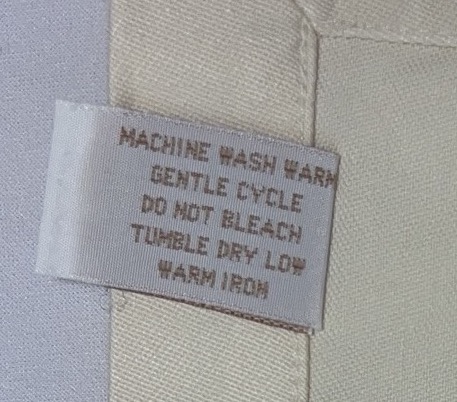 MACHINE WASH WARM
GENTLE CYCLE
DO NOT BLEACH
TUMBLE DRY LOW
WARM IRON